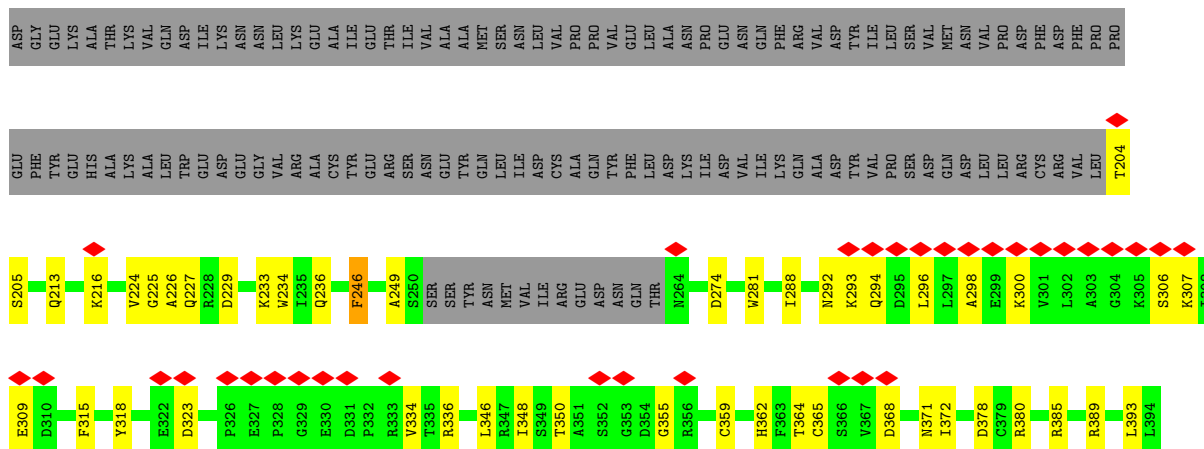 ASP GLY GLU LYS ALA THR LYS VAL GLN ASP ILE LYS ASN ASN LEU LYS GLU ALA ILE GLU THR ILE VAL ALA ALA MET SER ASN LEU VAL PRO PRO VAL GLU LEU ALA ASN PRO GLU ASN GLN PHE ARG VAL ASP TYR ILE LEU SER VAL MET ASN VAL PRO ASP PHE ASP PHE PRO PRO
GLU PHE TYR GLU HIS ALA LYS ALA LEU TRP GLU ASP GLU GLY VAL ARG ALA CYS TYR GLU ARG SER ASN GLU TYR GLN LEU ILE ASP CYS ALA GLN TYR PHE LEU ASP LYS ILE ASP VAL ILE LYS GLN ALA ASP TYR VAL PRO SER ASP GLN ASP LEU LEU ARG CYS ARG VAL LEU T204
S205 Q213 K216 V224 G225 A226 Q227 R228 D229 K233 W234 I235 Q236 F246 A249 S250 SER SER TYR ASN MET VAL ILE ARG GLU ASP ASN GLN THR N264 D274 W281 I288 N292 K293 Q294 D295 L296 L297 A298 E299 K300 V301 L302 A303 G304 K305 S306 K307
E309 D310 F315 Y318 E322 D323 P326 E327 P328 G329 E330 D331 P332 R333 V334 T335 R336 L346 R347 I348 S349 T350 A351 S352 G353 D354 G355 R356 C359 H362 F363 T364 C365 S366 V367 D368 N371 I372 D378 C379 R380 R385 R389 L393 L394